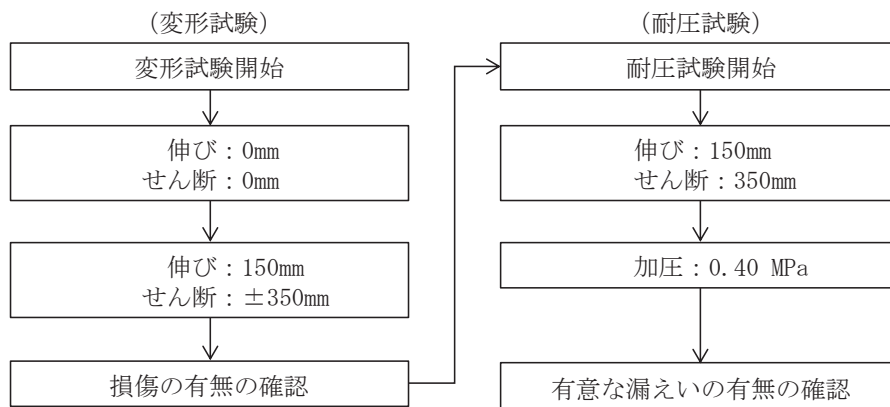 (変形試験)
変形試験開始
伸び：0mm
せん断：0mm
伸び：150mm
せん断：±350mm
損傷の有無の確認
(耐圧試験)
耐圧試験開始
伸び：150mm
せん断：350mm
加圧：0.40 MPa
有意な漏えいの有無の確認